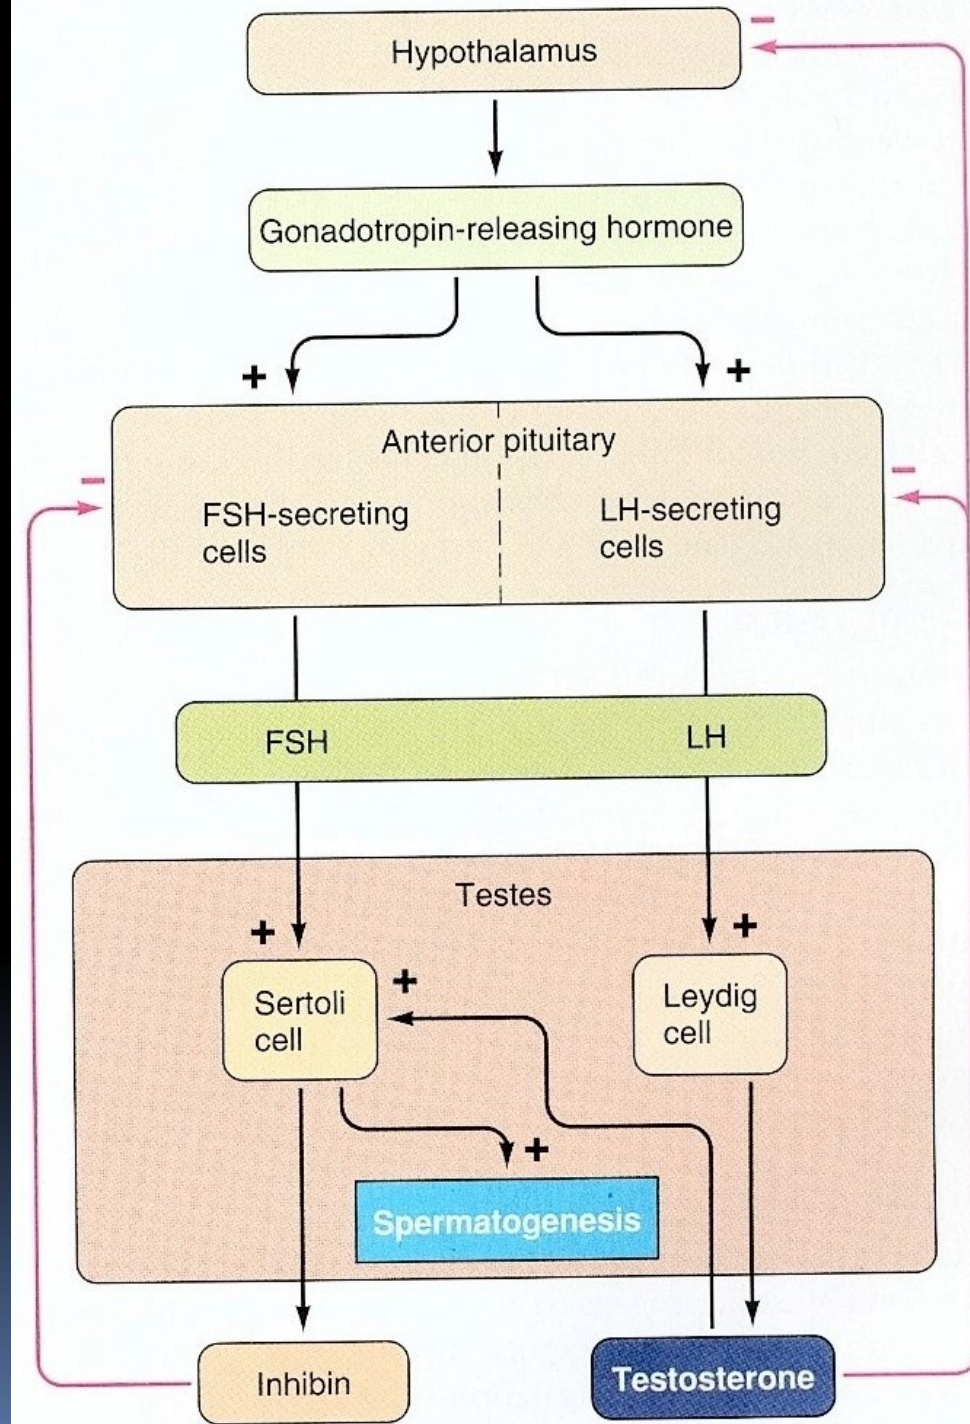 −
Hypothalamus
Gonadotropin-releasing hormone
+ +
Anterior pituitary
− −
FSH-secreting
cells
LH-secreting
cells
FSH LH
Testes
+ +
Sertoli
cell
+
Leydig
cell
+
Spermatogenesis
Inhibin
Testosterone